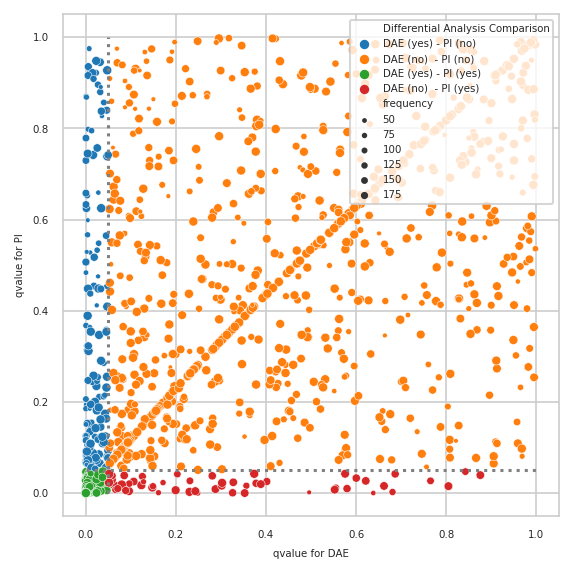 Differential Analysis Comparison
DAE (yes) - PI (no)
DAE (no) - PI (no)
DAE (yes) - PI (yes)
DAE (no) - PI (yes)
frequency
50
75
100
125
150
175
qvalue for PI
1.0
0.8
0.6
0.4
0.2
0.0
0.0 0.2 0.4 0.6 0.8 1.0
qvalue for DAE